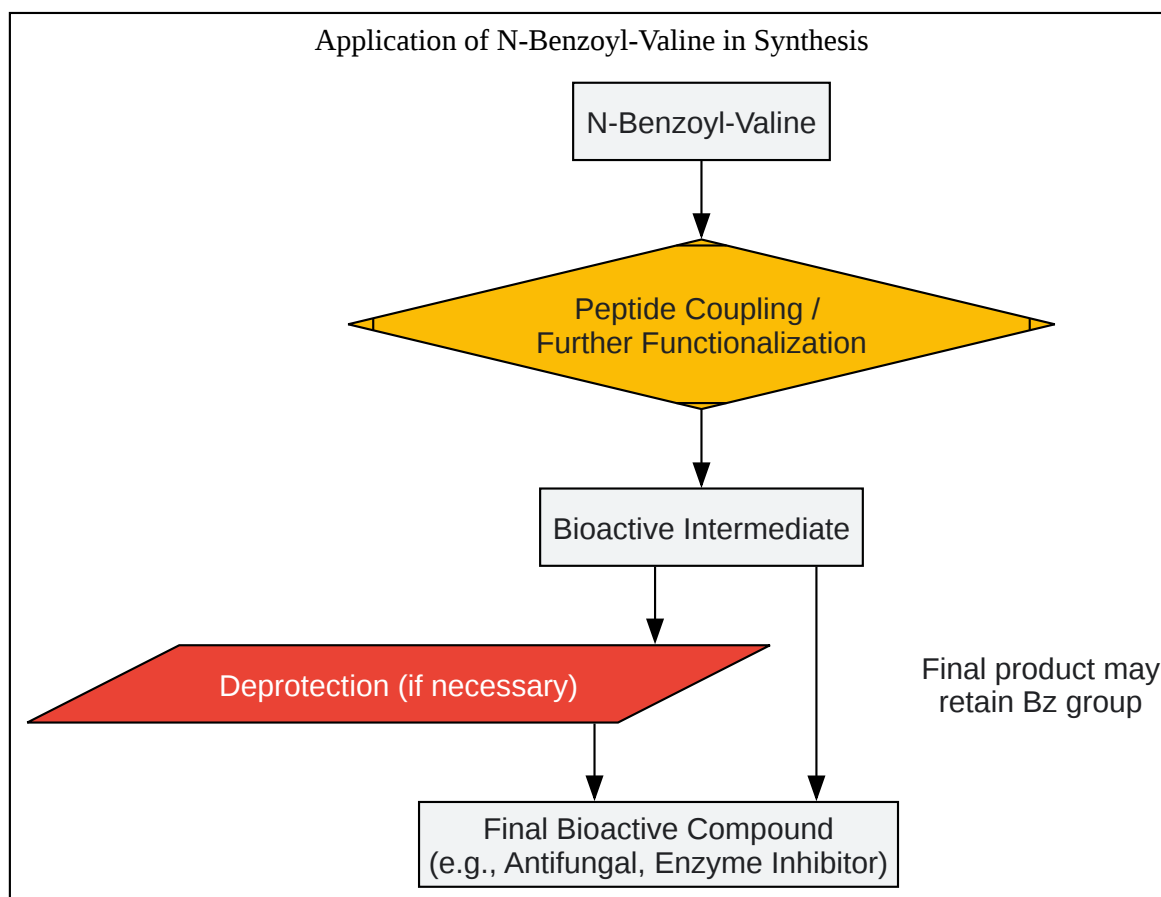 Application of N-Benzoyl-Valine in Synthesis
N-Benzoyl-Valine
Peptide Coupling /
Further Functionalization
Bioactive Intermediate
Deprotection (if necessary)
Final product may
retain Bz group
Final Bioactive Compound
(e.g., Antifungal, Enzyme Inhibitor)